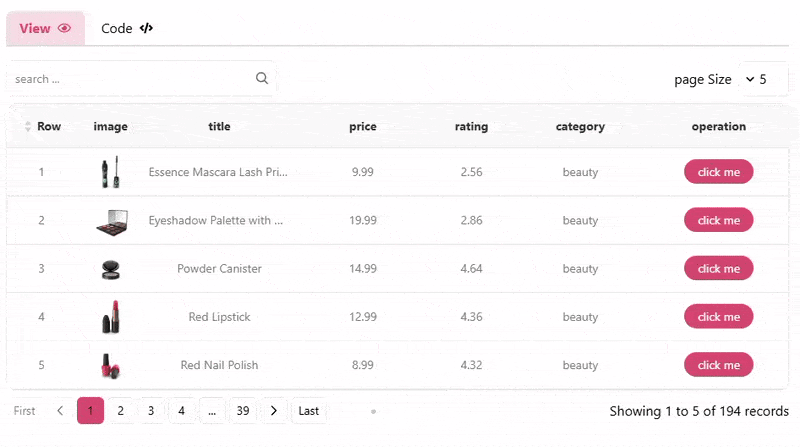 View Code
search ... page Size 5
Row image title price rating category operation
1 Essence Mascara Lash Pri... 9.99 2.56 beauty click me
2 Eyeshadow Palette with ... 19.99 2.86 beauty click me
3 Powder Canister 14.99 4.64 beauty click me
4 Red Lipstick 12.99 4.36 beauty click me
5 Red Nail Polish 8.99 4.32 beauty click me
First 1 2 3 4 ... 39 Last Showing 1 to 5 of 194 records